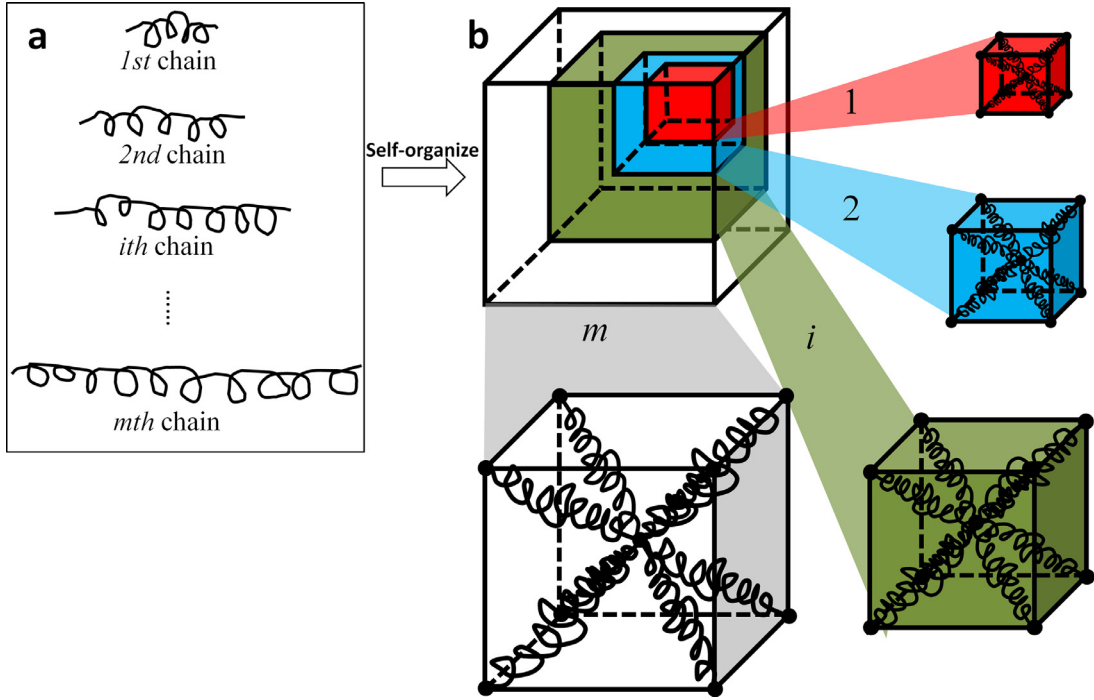 a
1st chain
2nd chain
ith chain
......
mth chain
Self-organize
b
1
2
i
m